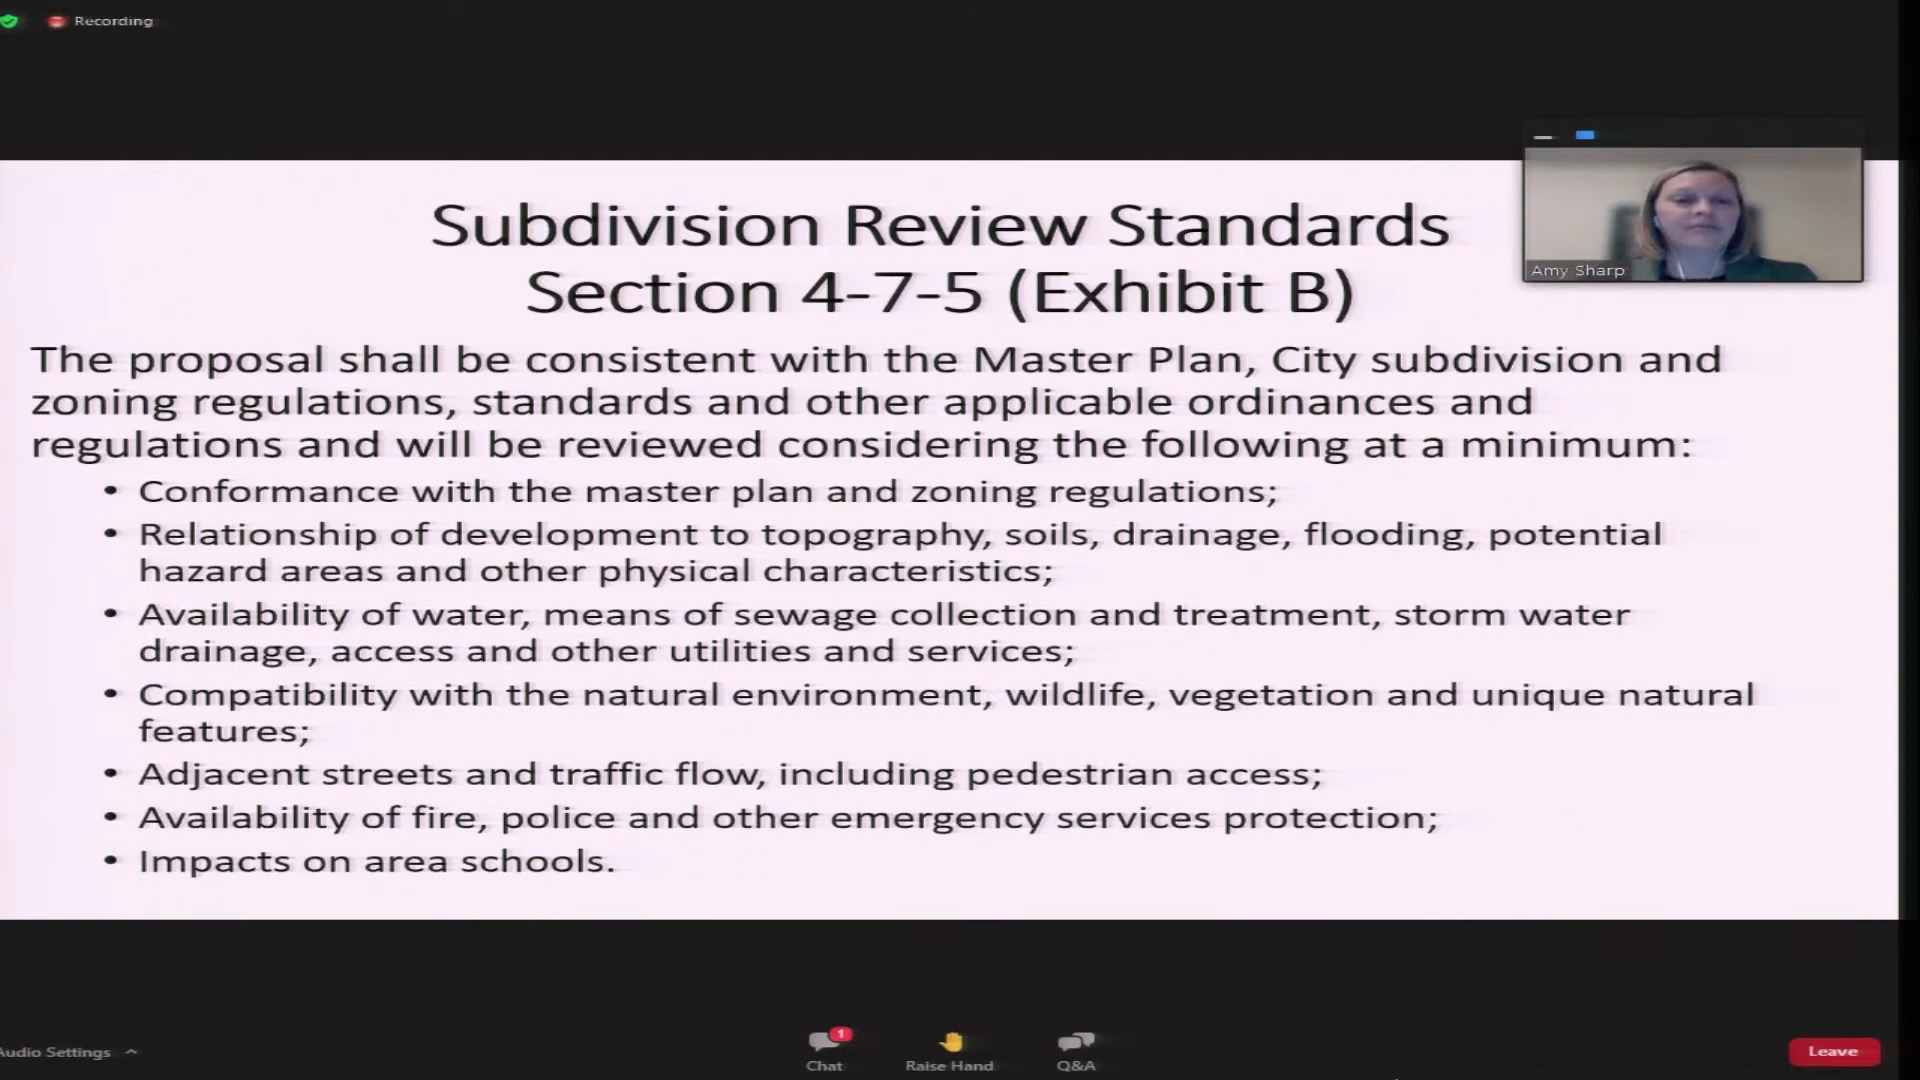 Recording
Subdivision Review Standards
Section 4-7-5 (Exhibit B)
Amy Sharp
The proposal shall be consistent with the Master Plan, City subdivision and
zoning regulations, standards and other applicable ordinances and
regulations and will be reviewed considering the following at a minimum:
• Conformance with the master plan and zoning regulations;
• Relationship of development to topography, soils, drainage, flooding, potential
hazard areas and other physical characteristics;
• Availability of water, means of sewage collection and treatment, storm water
drainage, access and other utilities and services;
• Compatibility with the natural environment, wildlife, vegetation and unique natural
features;
• Adjacent streets and traffic flow, including pedestrian access;
• Availability of fire, police and other emergency services protection;
• Impacts on area schools.
Audio Settings
1
Chat
Raise Hand
Q&A
Leave